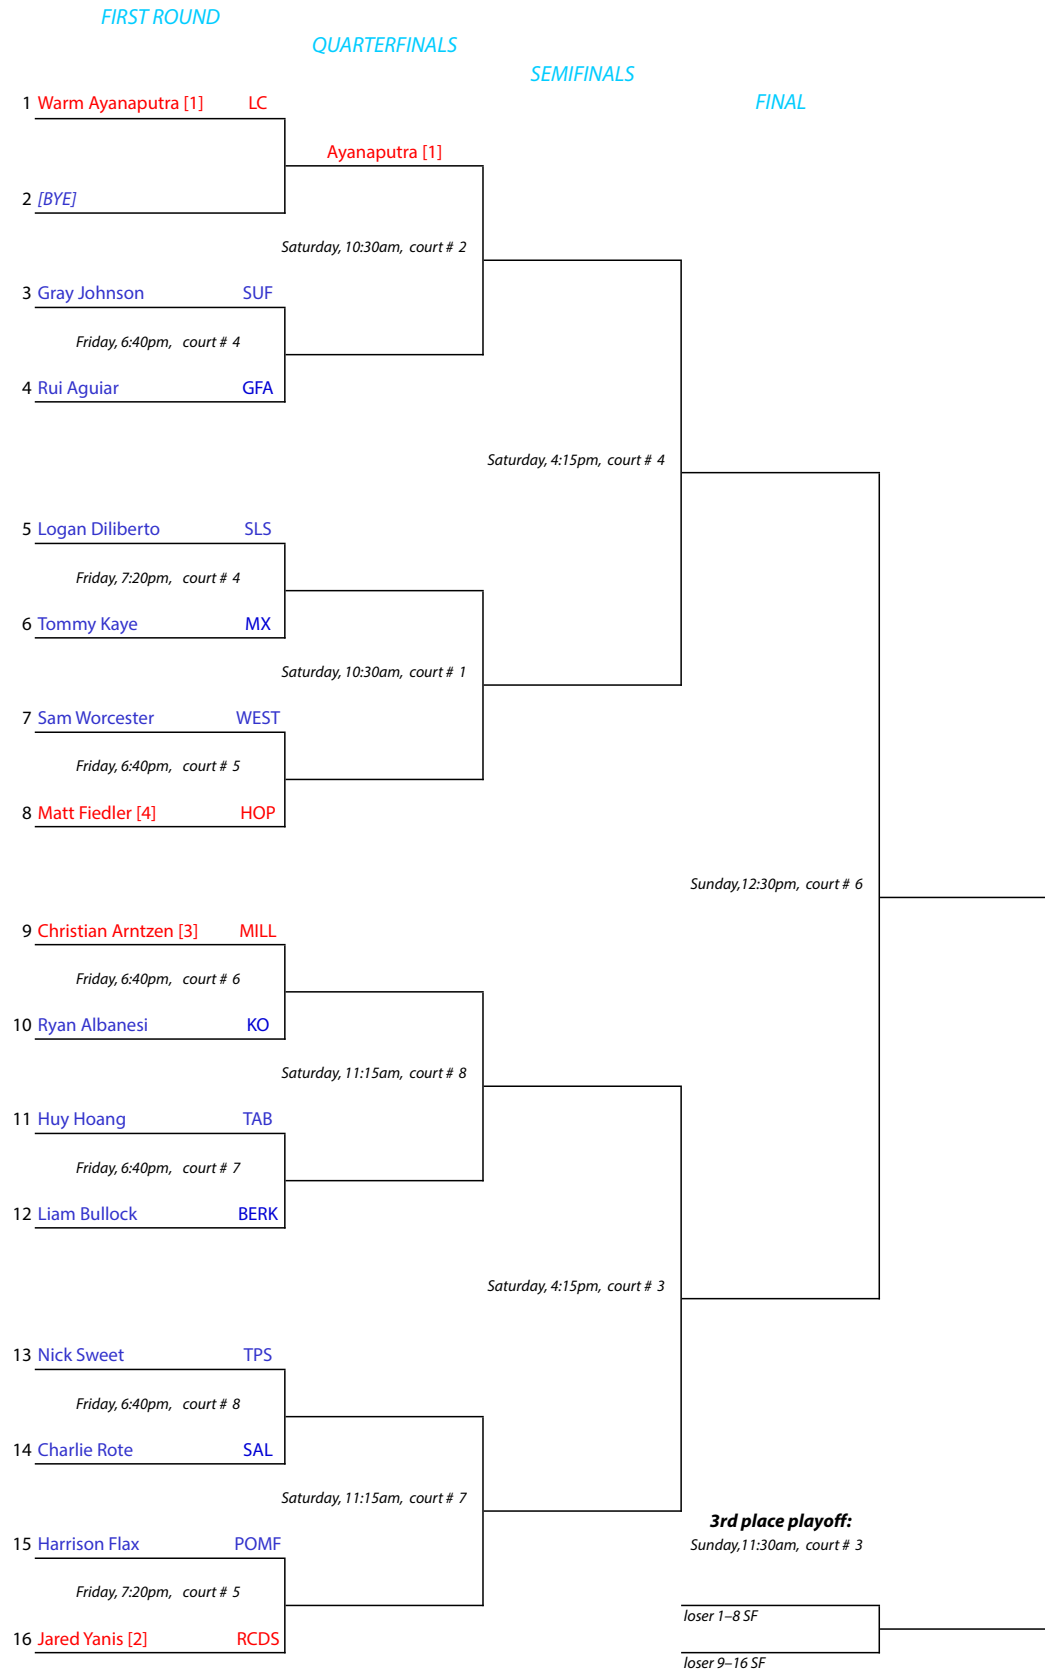 FIRST ROUND
QUARTERFINALS
SEMIFINALS
FINAL
1 Warm Ayanaputra [1] LC
Ayanaputra [1]
2 [BYE]
Saturday, 10:30am, court # 2
3 Gray Johnson SUF
Friday, 6:40pm, court # 4
4 Rui Aguiar GFA
Saturday, 4:15pm, court # 4
5 Logan Diliberto SLS
Friday, 7:20pm, court # 4
6 Tommy Kaye MX
Saturday, 10:30am, court # 1
7 Sam Worcester WEST
Friday, 6:40pm, court # 5
8 Matt Fiedler [4] HOP
Sunday,12:30pm, court # 6
9 Christian Arntzen [3] MILL
Friday, 6:40pm, court # 6
10 Ryan Albanesi KO
Saturday, 11:15am, court # 8
11 Huy Hoang TAB
Friday, 6:40pm, court # 7
12 Liam Bullock BERK
Saturday, 4:15pm, court # 3
13 Nick Sweet TPS
Friday, 6:40pm, court # 8
14 Charlie Rote SAL
Saturday, 11:15am, court # 7
3rd place playoff:
15 Harrison Flax POMF
Sunday,11:30am, court # 3
Friday, 7:20pm, court # 5
loser 1–8 SF
16 Jared Yanis [2] RCDS
loser 9–16 SF